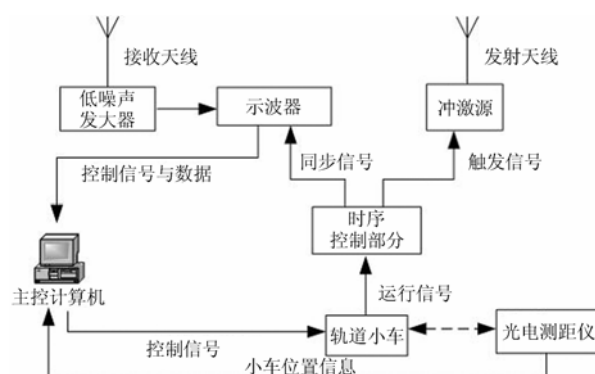 接收天线
发射天线
低噪声
发大器
示波器
冲激源
控制信号与数据
同步信号
触发信号
时序
控制部分
主控计算机
运行信号
控制信号
轨道小车
光电测距仪
小车位置信息